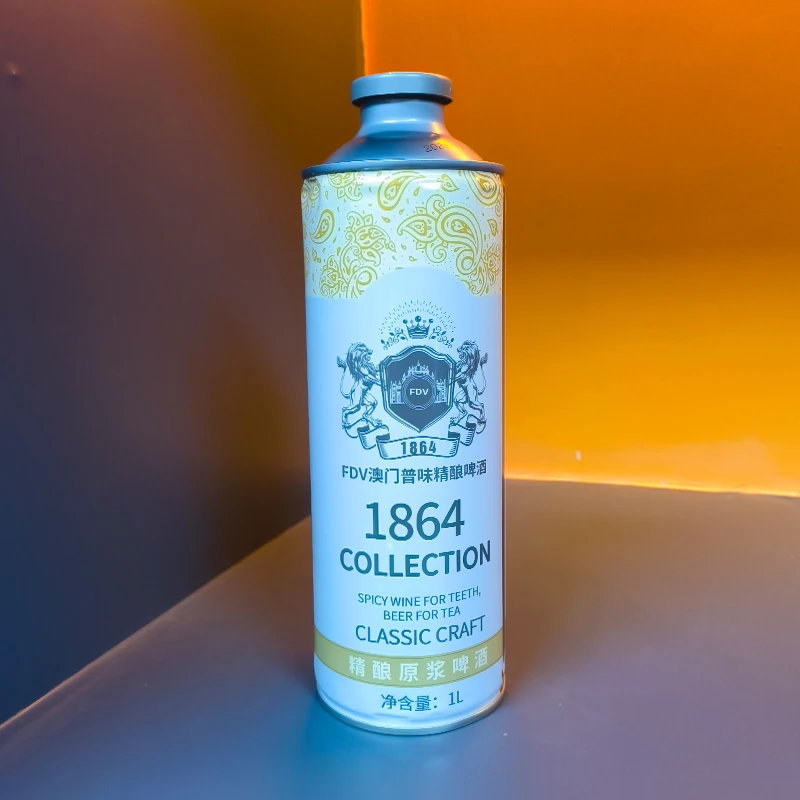 FDV
1864
FDV澳门普味精酿啤酒
1864
COLLECTION
SPICY WINE FOR TEETH,
BEER FOR TEA
CLASSIC CRAFT
精酿原浆啤酒
净含量：1L